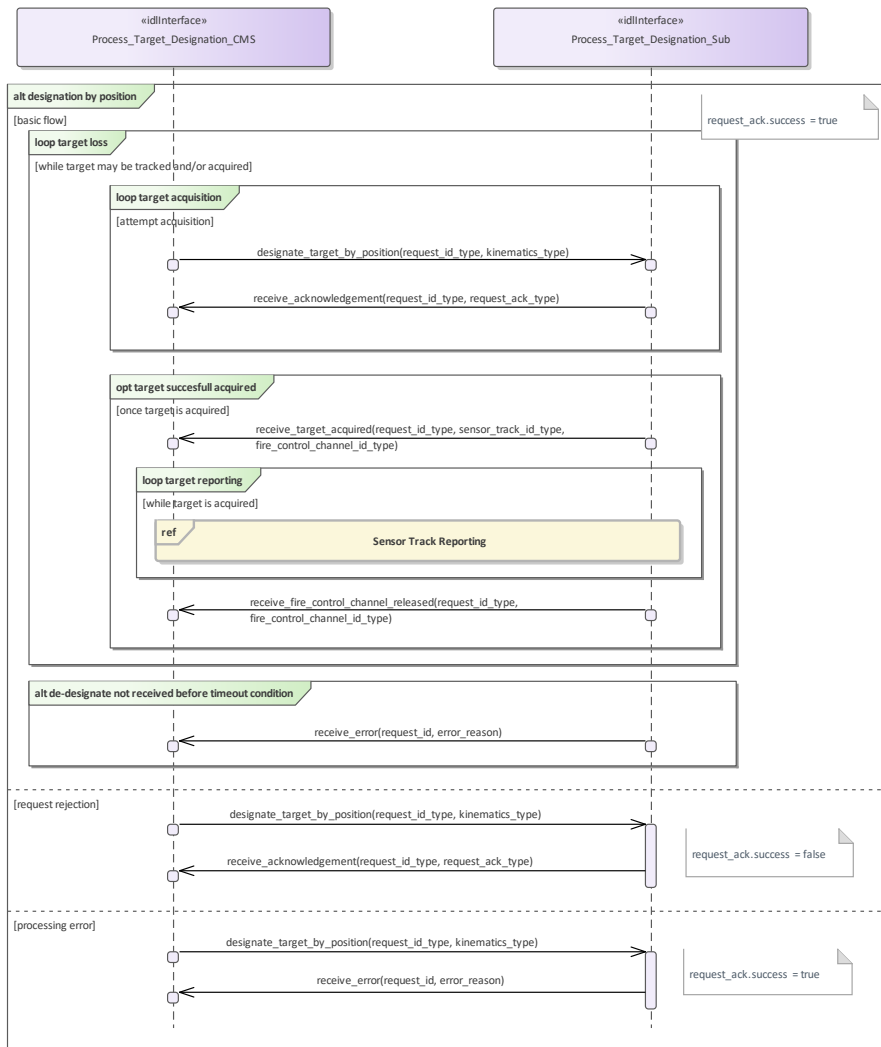 «idlInterface»
Process_Target_Designation_CMS
«idlInterface»
Process_Target_Designation_Sub
alt designation by position
[basic flow]
request_ack.success = true
loop target loss
[while target may be tracked and/or acquired]
loop target acquisition
[attempt acquisition]
designate_target_by_position(request_id_type, kinematics_type)
receive_acknowledgement(request_id_type, request_ack_type)
opt target succesfull acquired
[once target is acquired]
receive_target_acquired(request_id_type, sensor_track_id_type,
fire_control_channel_id_type)
loop target reporting
[while target is acquired]
ref
Sensor Track Reporting
receive_fire_control_channel_released(request_id_type,
fire_control_channel_id_type)
alt de-designate not received before timeout condition
receive_error(request_id, error_reason)
[request rejection]
designate_target_by_position(request_id_type, kinematics_type)
receive_acknowledgement(request_id_type, request_ack_type)
request_ack.success = false
[processing error]
designate_target_by_position(request_id_type, kinematics_type)
receive_error(request_id, error_reason)
request_ack.success = true